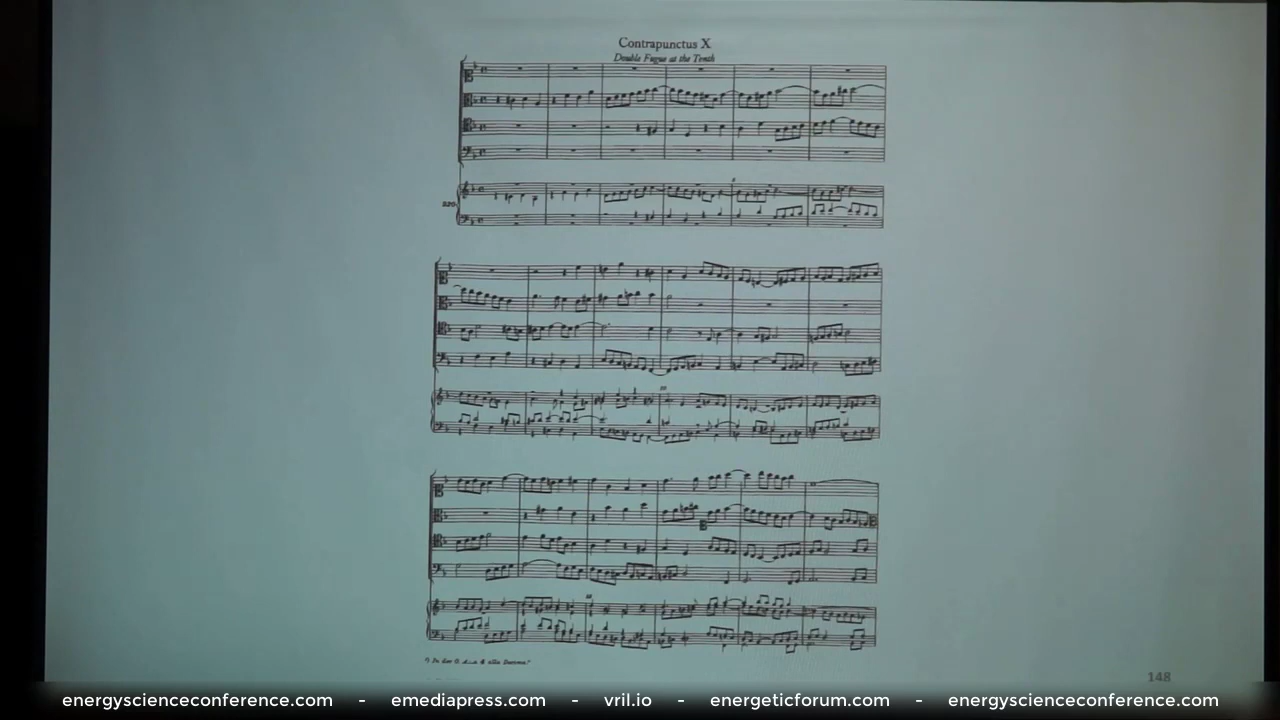 Contrapunctus X
Double Fugue at the Tenth
148
energyscienceconference.com - emediapress.com - vril.io - energeticforum.com - energyscienceconference.com